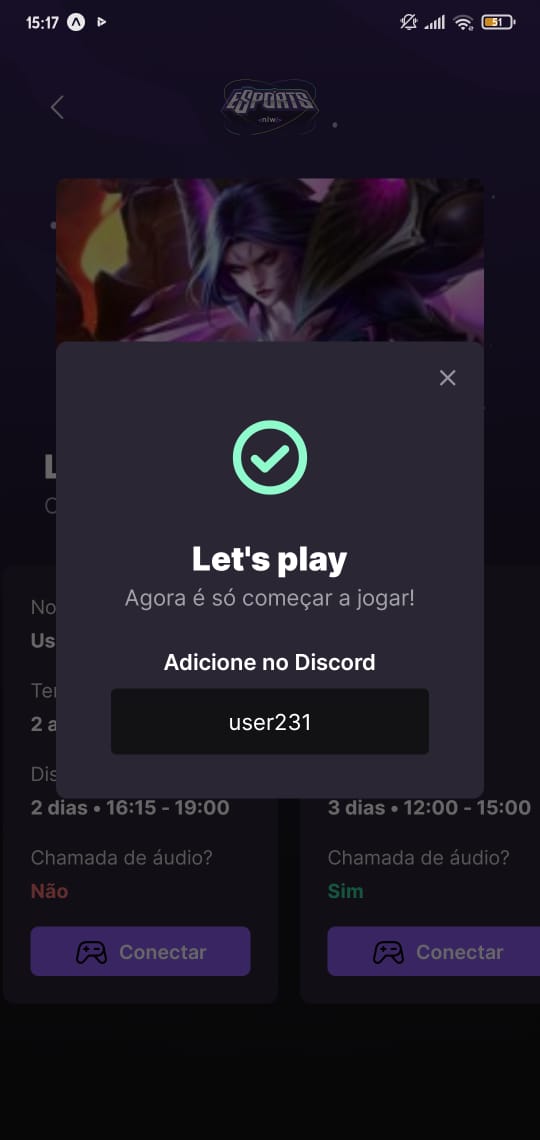 15:17
51
ESPORTS
nlw/
L
C
Let's play
Agora é só começar a jogar!
Adicione no Discord
user231
No
Us
Ter
2 a
Dis
2 dias • 16:15 - 19:00
Chamada de áudio?
Não
Conectar
3 dias • 12:00 - 15:00
Chamada de áudio?
Sim
Conectar